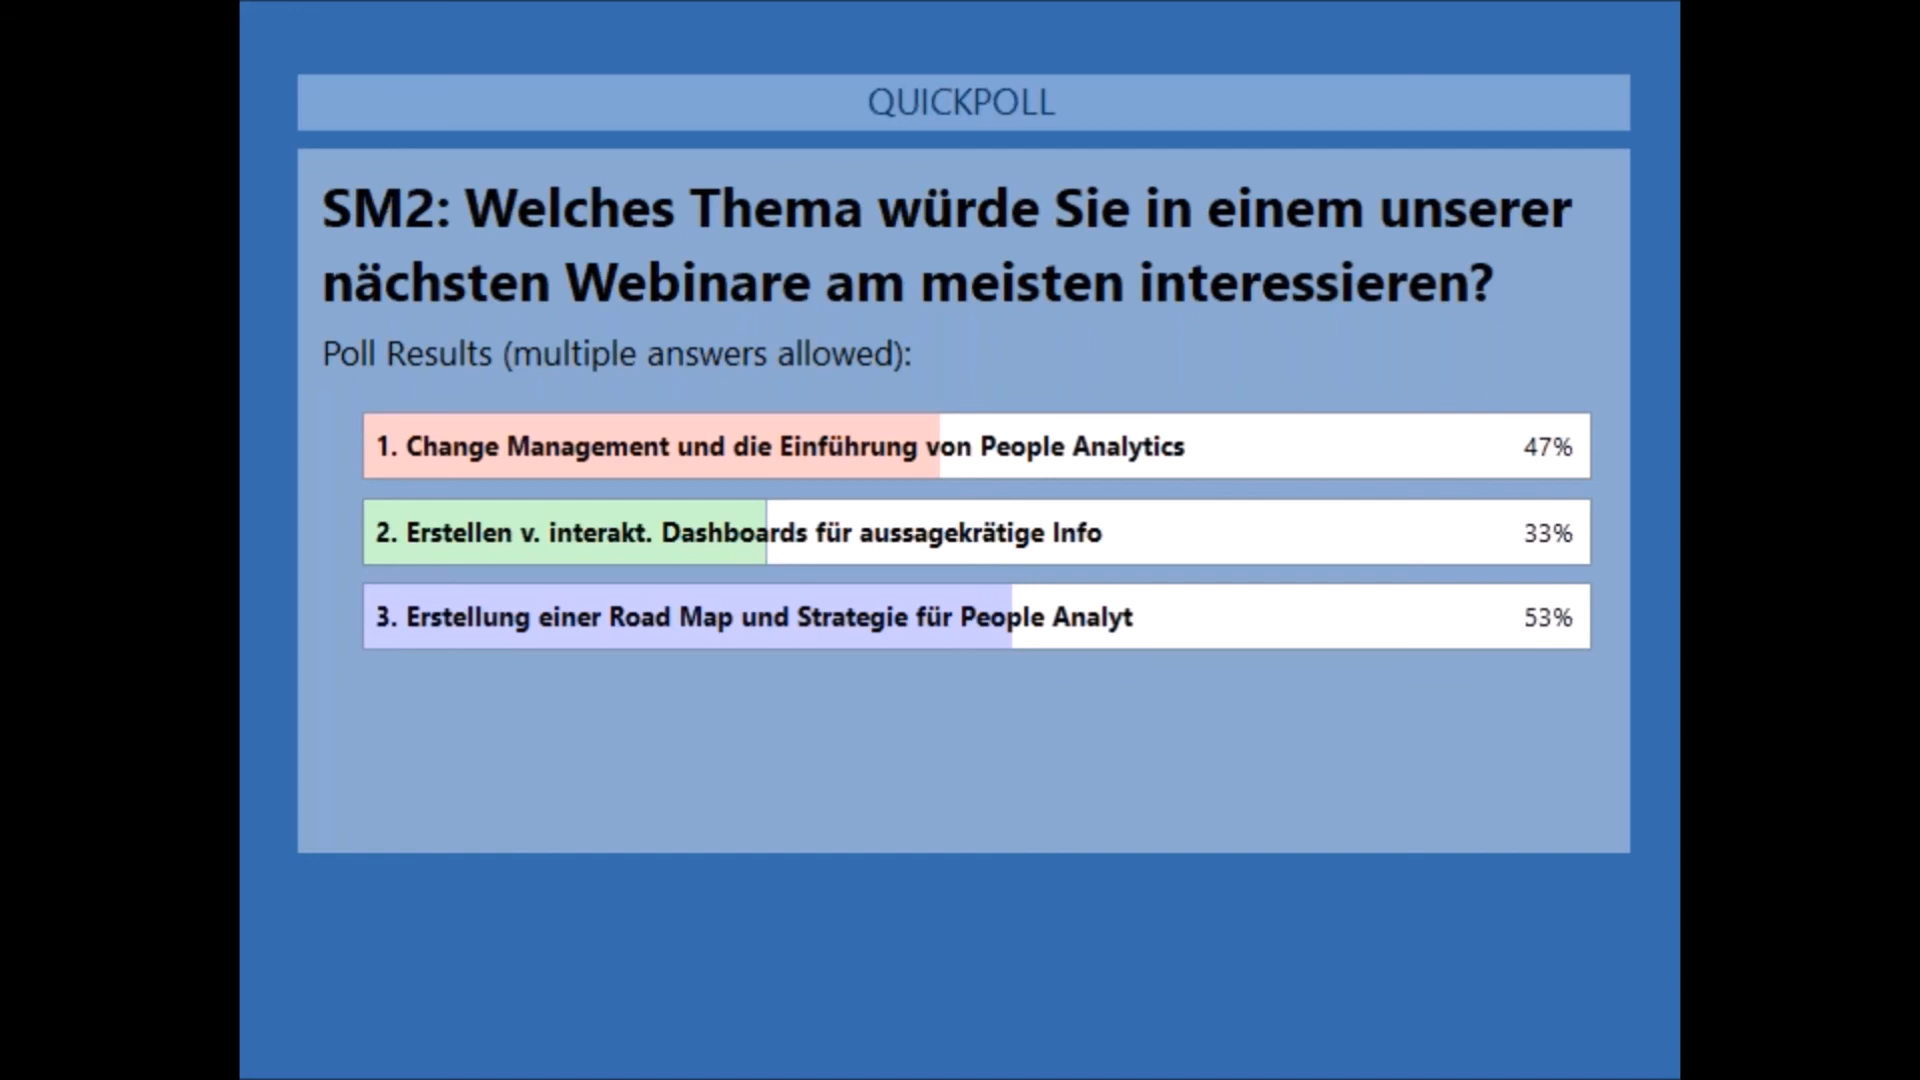 QUICKPOLL
SM2: Welches Thema würde Sie in einem unserer
nächsten Webinare am meisten interessieren?
Poll Results (multiple answers allowed):
1. Change Management und die Einführung von People Analytics 47%
2. Erstellen v. interakt. Dashboards für aussagekrätige Info 33%
3. Erstellung einer Road Map und Strategie für People Analyt 53%